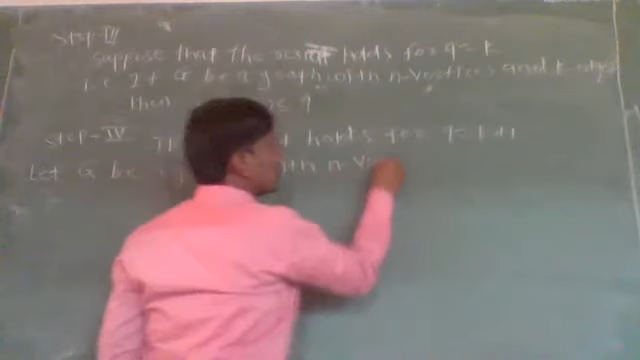 Step III
suppose that the result holds for q = k
i.e If G be a graph with n-vertices and k-edges
then ≤ q
step-IV holds for q = k+1
Let G be with n-ve